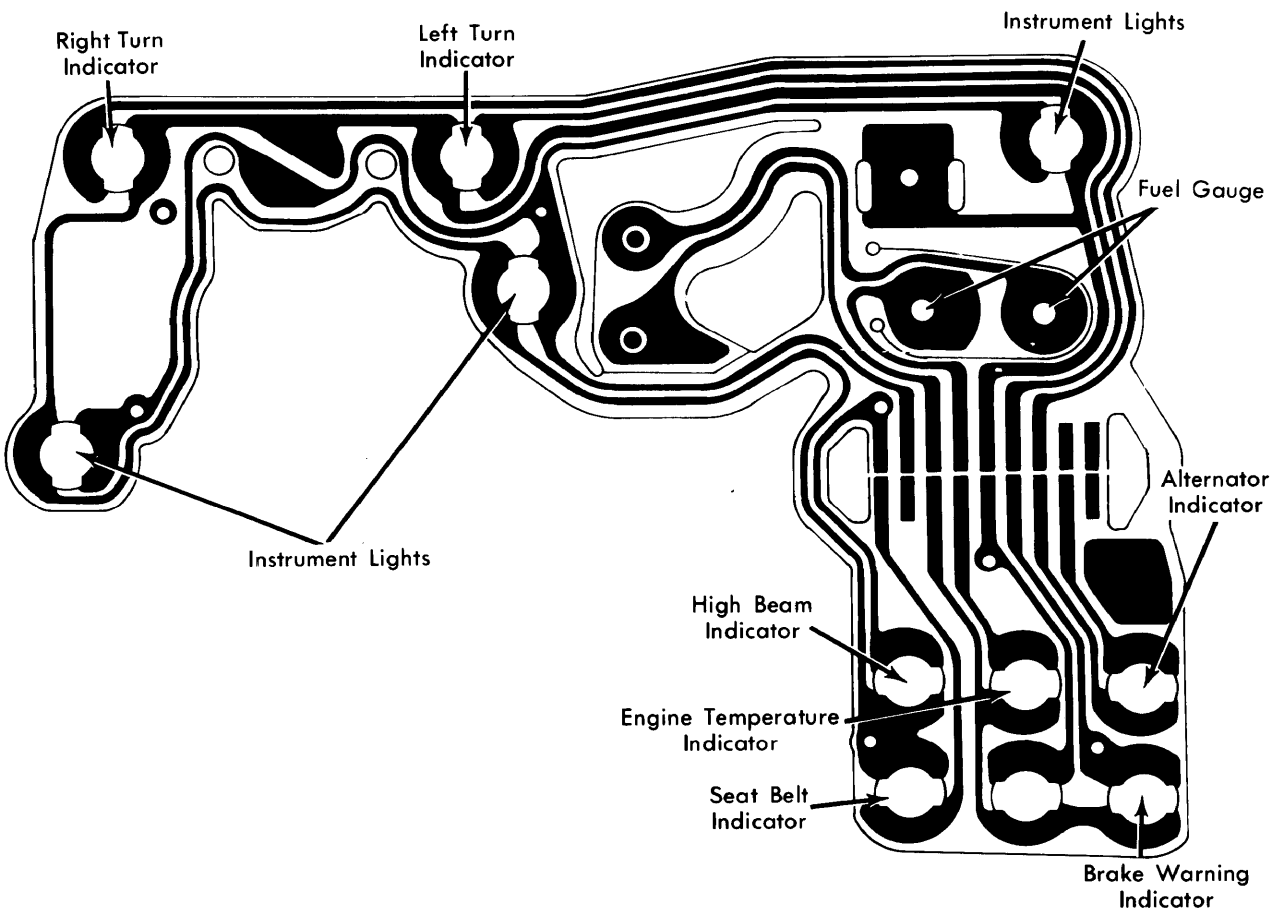 Right Turn
Indicator
Left Turn
Indicator
Instrument Lights
Fuel Gauge
Alternator
Indicator
Instrument Lights
High Beam
Indicator
Engine Temperature
Indicator
Seat Belt
Indicator
Brake Warning
Indicator